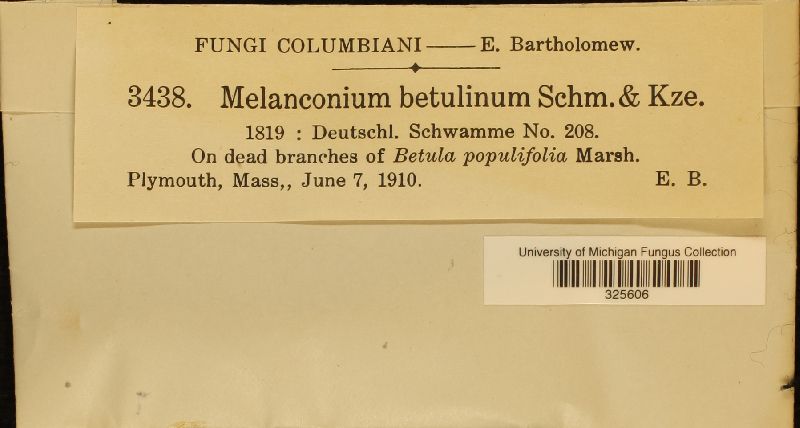 FUNGI COLUMBIANI — E. Bartholomew.
3438. Melanconium betulinum Schm. & Kze.
1819 : Deutschl. Schwamme No. 208.
On dead branches of Betula populifolia Marsh.
Plymouth, Mass,, June 7, 1910. E. B.
University of Michigan Fungus Collection
325606